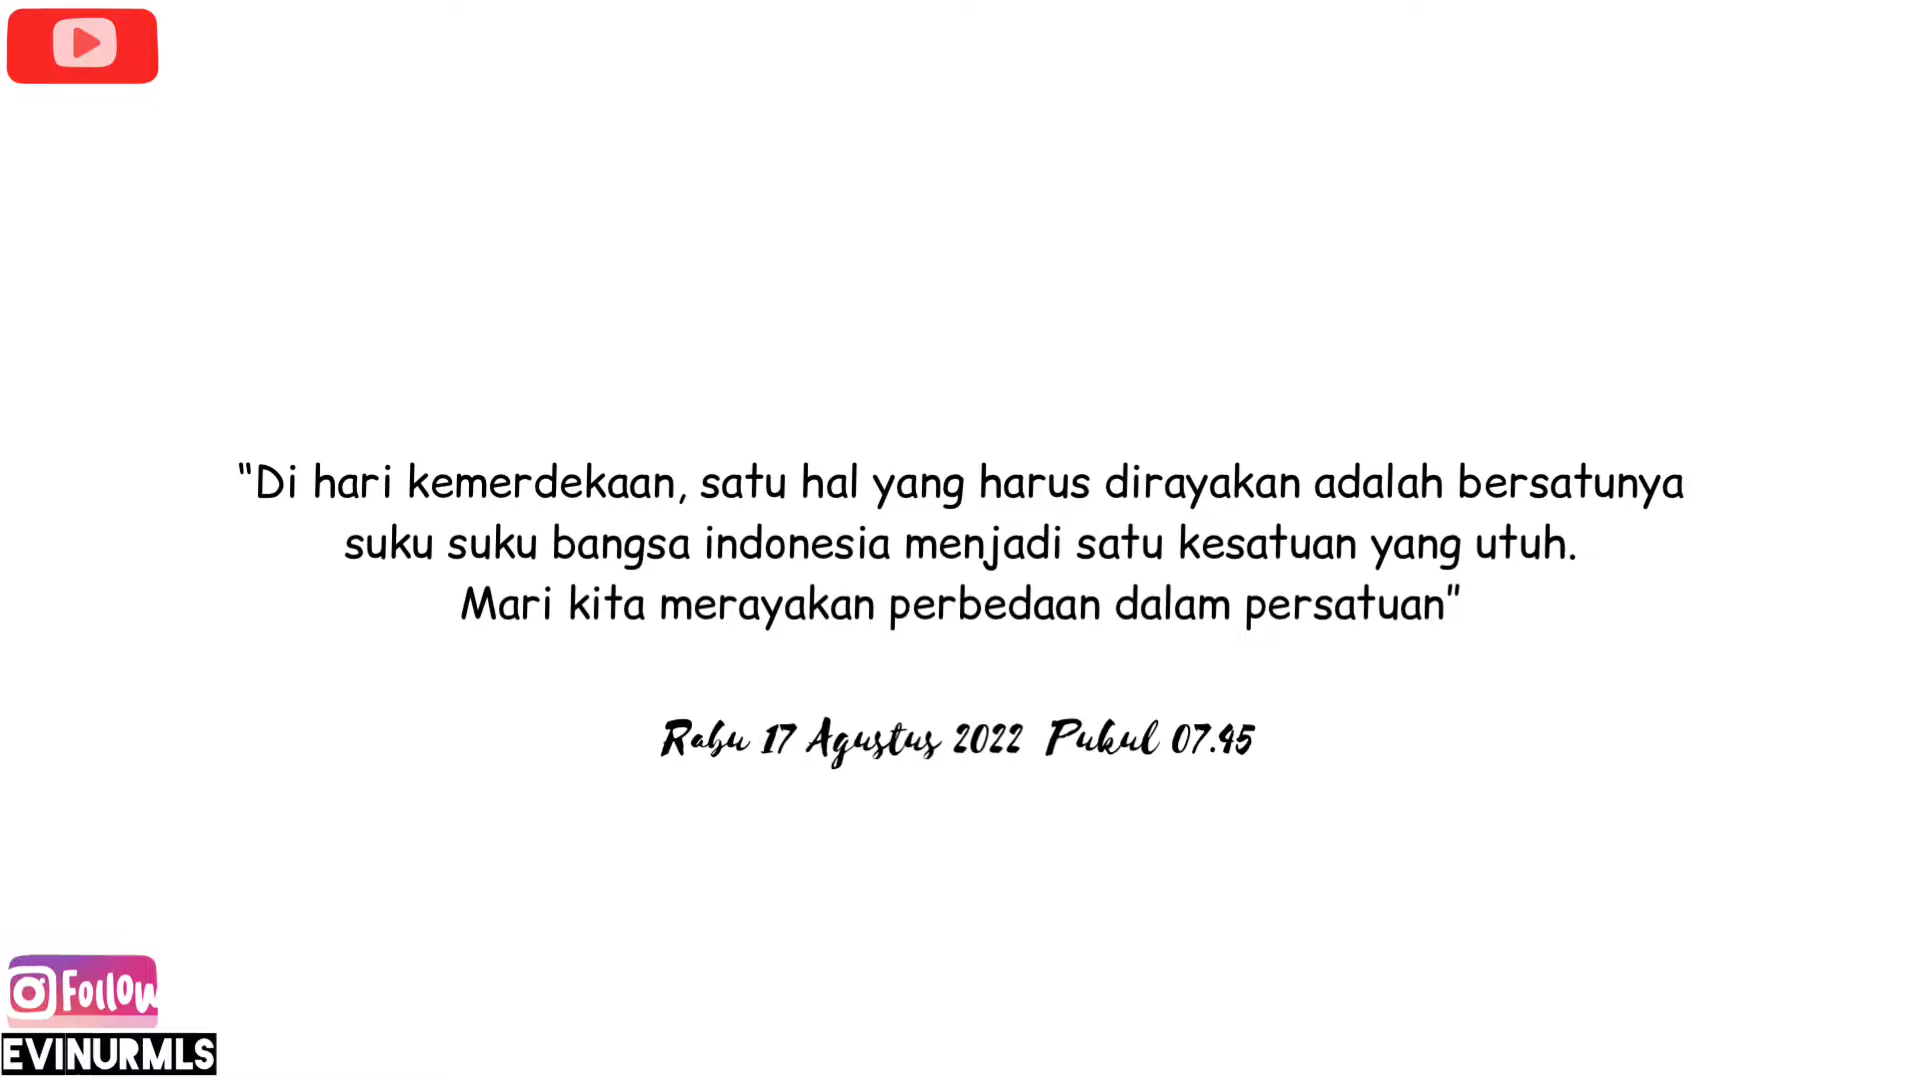 "Di hari kemerdekaan, satu hal yang harus dirayakan adalah bersatunya
suku suku bangsa indonesia menjadi satu kesatuan yang utuh.
Mari kita merayakan perbedaan dalam persatuan"
Rabu 17 Agustus 2022 Pukul 07.45
Follow
EVINURMLS